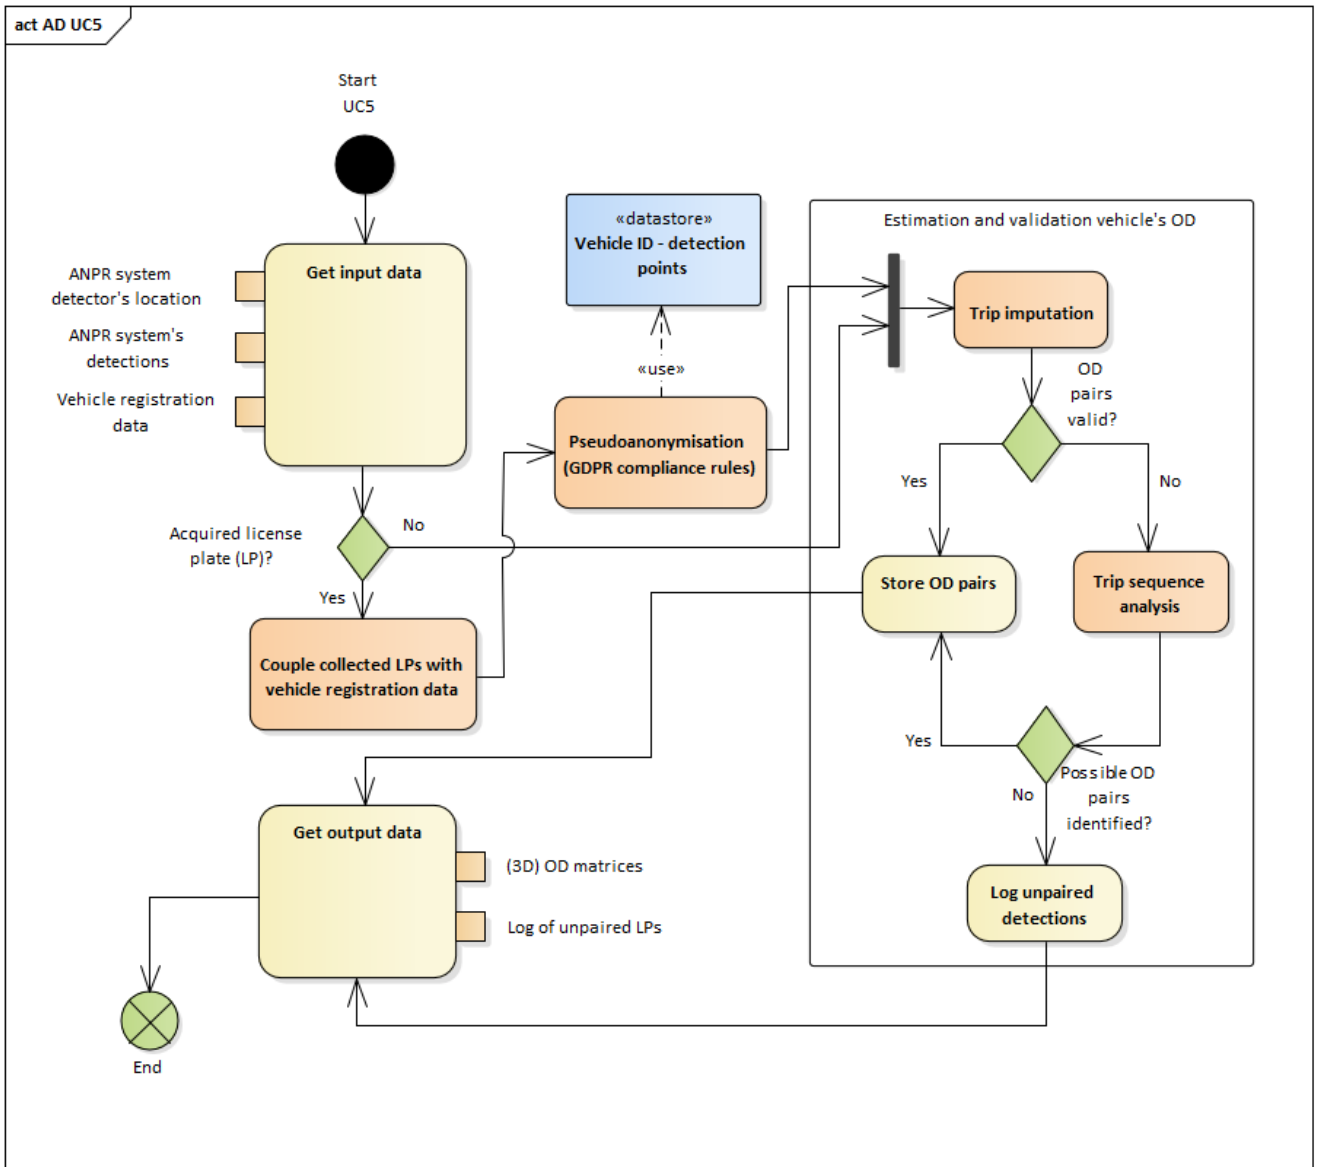 act AD UC5
Start
UC5
Get input data
ANPR system
detector's location
ANPR system's
detections
Vehicle registration
data
Acquired license
plate (LP)?
No
Yes
Couple collected LPs with
vehicle registration data
«datastore»
Vehicle ID - detection
points
«use»
Pseudoanonymisation
(GDPR compliance rules)
Estimation and validation vehicle's OD
Trip imputation
OD
pairs
valid?
Yes
No
Store OD pairs
Trip sequence
analysis
Yes
Possible OD
pairs
identified?
No
Log unpaired
detections
Get output data
(3D) OD matrices
Log of unpaired LPs
End